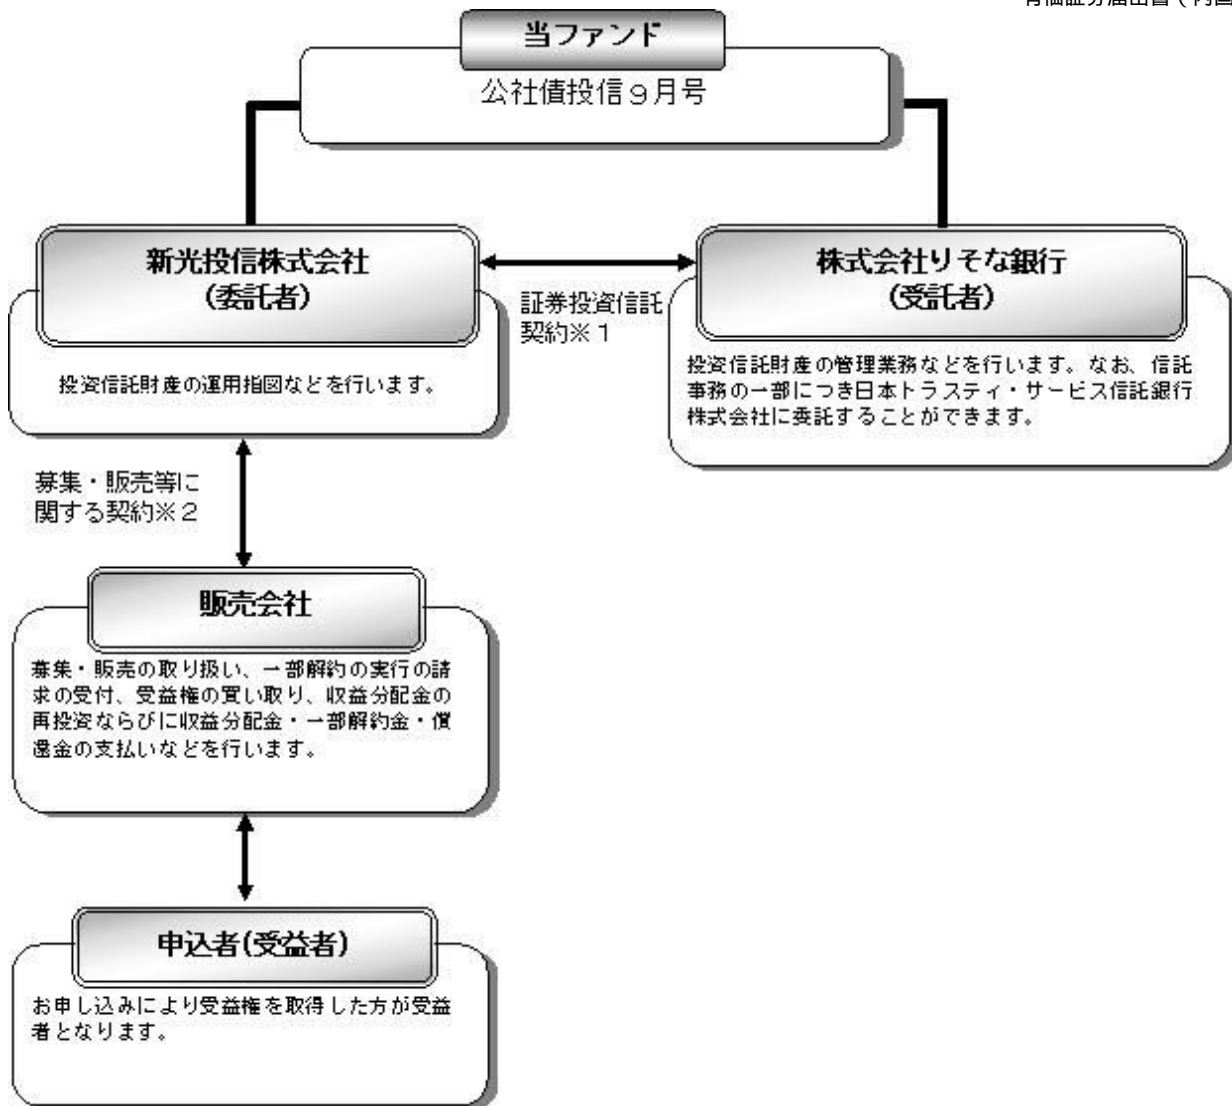 当ファンド
公社債投信９月号
新光投信株式会社
(委託者)
投資信託財産の運用指図などを行います。
証券投資信託
契約※１
株式会社りそな銀行
(受託者)
投資信託財産の管理業務などを行います。なお、信託
事務の一部につき日本トラスティ・サービス信託銀行
株式会社に委託することができます。
募集・販売等に
関する契約※２
販売会社
募集・販売の取り扱い、一部解約の実行の請
求の受付、受益権の買い取り、収益分配金の
再投資ならびに収益分配金・一部解約金・償
還金の支払いなどを行います。
申込者(受益者)
お申し込みにより受益権を取得した方が受益
者となります。